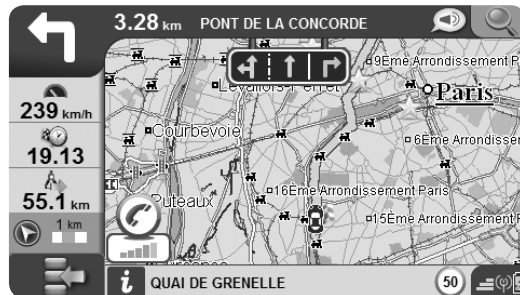 3.28 km PONT DE LA CONCORDE
9Eme Arrondissement P
Levallois-Perret
Paris
239 km/h
Courbevoie
6Eme Arrondissemen
19.13
16Eme Arrondissement Paris
55.1 km
Puteaux
15Eme Arrondissement P
1 km
i QUAI DE GRENELLE
50